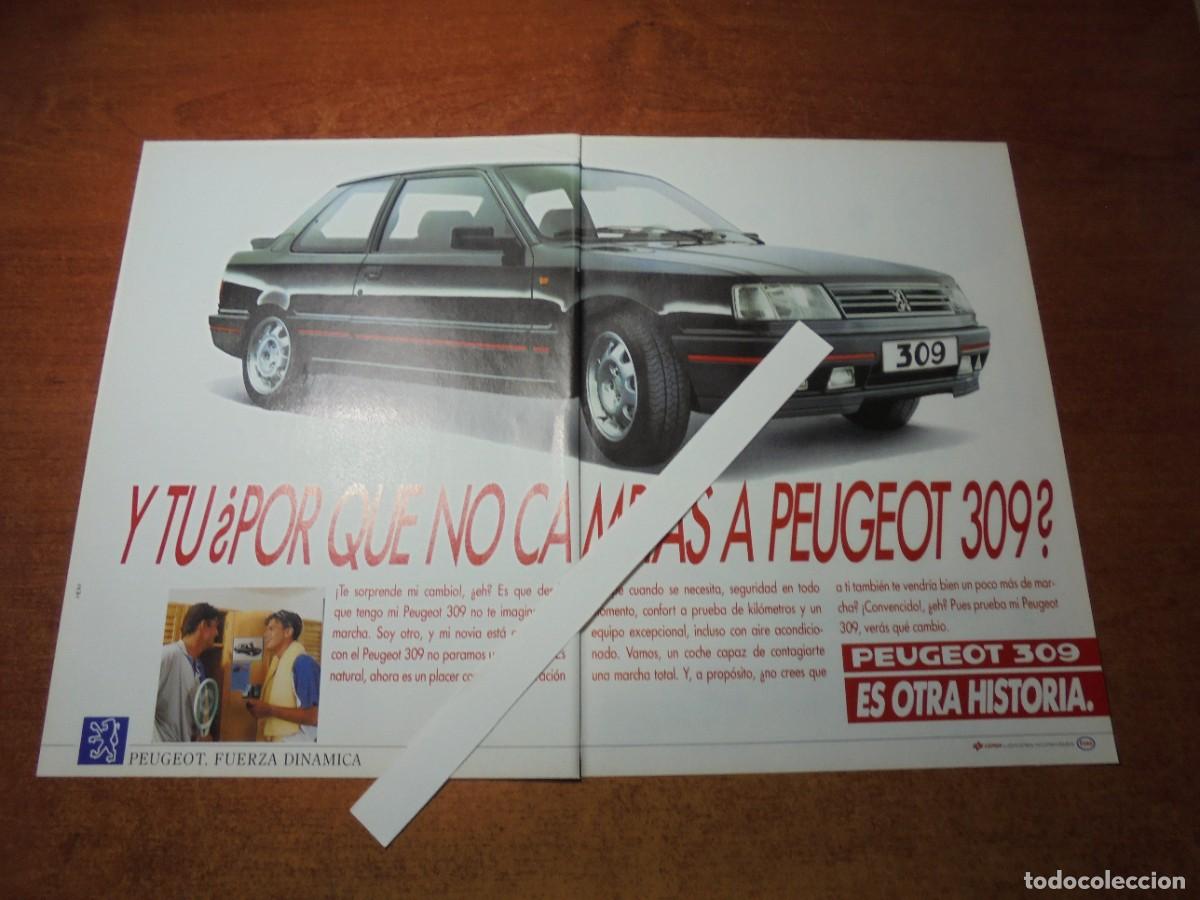 309
Y TU ¿POR QUE NO CAMBIAS A PEUGEOT 309?
¡Te sorprende mi cambio!, ¿eh? Es que
que tengo mi Peugeot 309 no te
marcha. Soy otro, y mi novia está
con el Peugeot 309 no paramos
natural, ahora es un placer
cuando se necesita, seguridad en todo
momento, confort a prueba de kilómetros y un
equipo excepcional, incluso con aire acondicio-
nado. Vamos, un coche capaz de contagiarte
una marcha total. Y, a propósito, ¿no crees que
a ti también te vendría bien un poco más de mar-
cha? ¡Convencido!, ¿eh? Pues prueba mi Peugeot
309, verás qué cambio.
PEUGEOT 309
ES OTRA HISTORIA.
PEUGEOT. FUERZA DINAMICA
Esso
todocoleccion